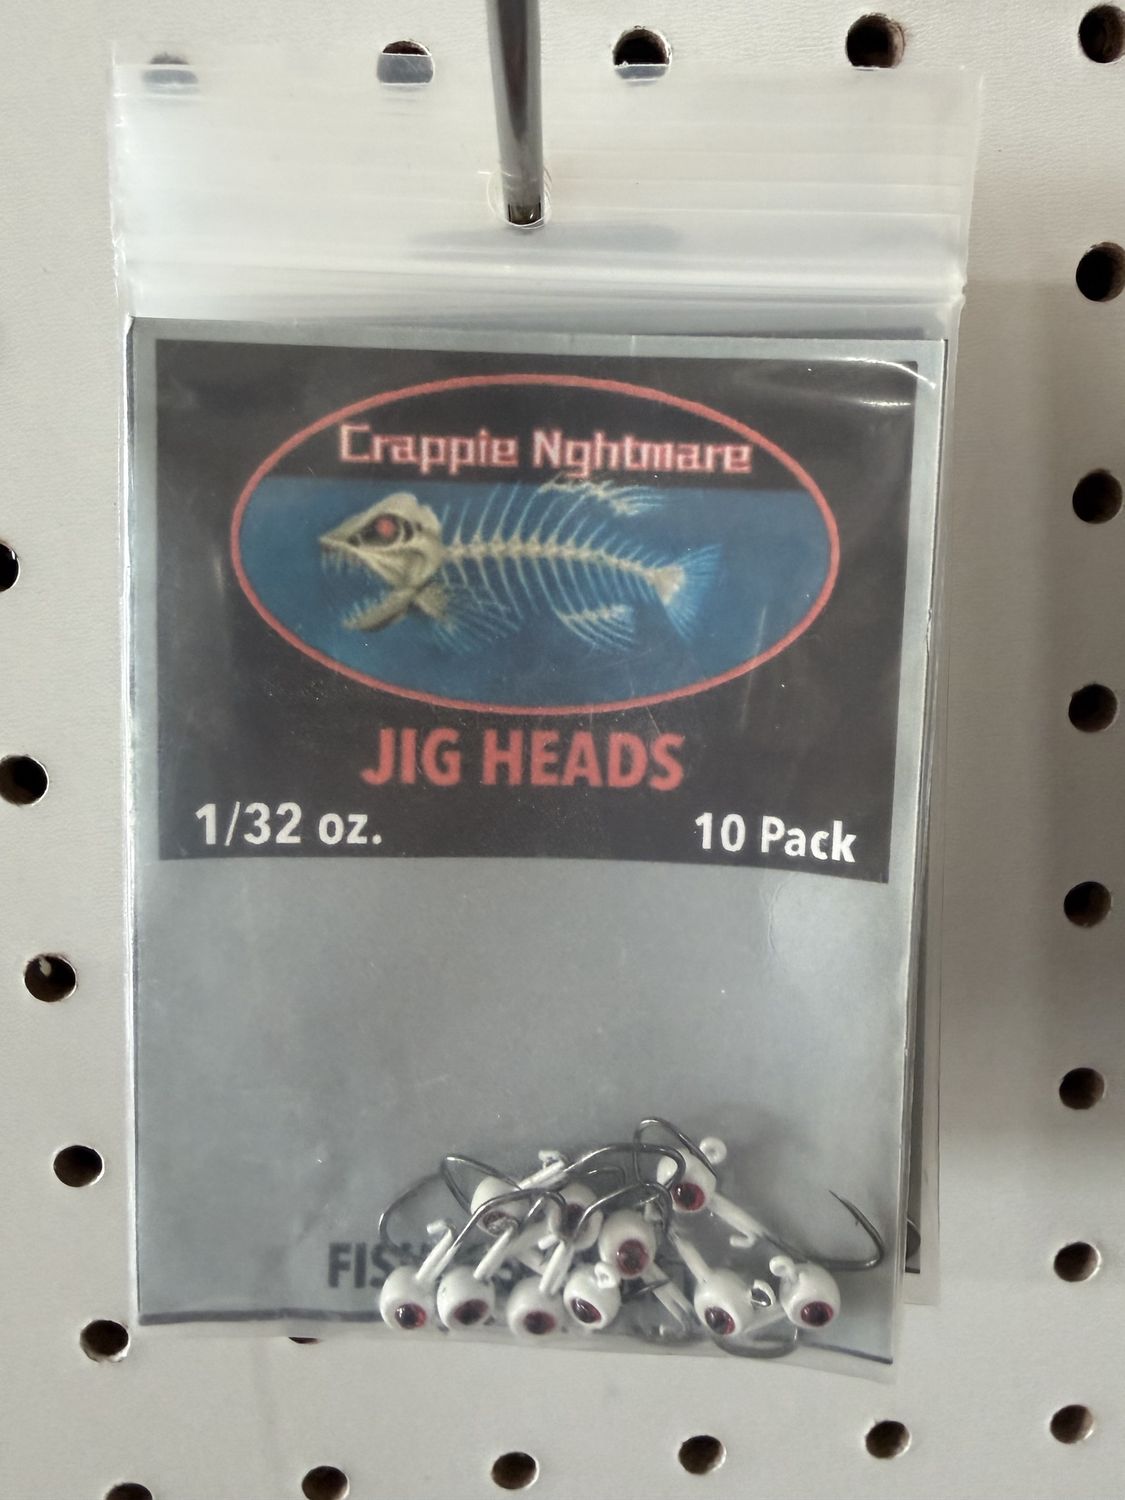 Crappie Nghtmare
JIG HEADS
1/32 oz.
10 Pack